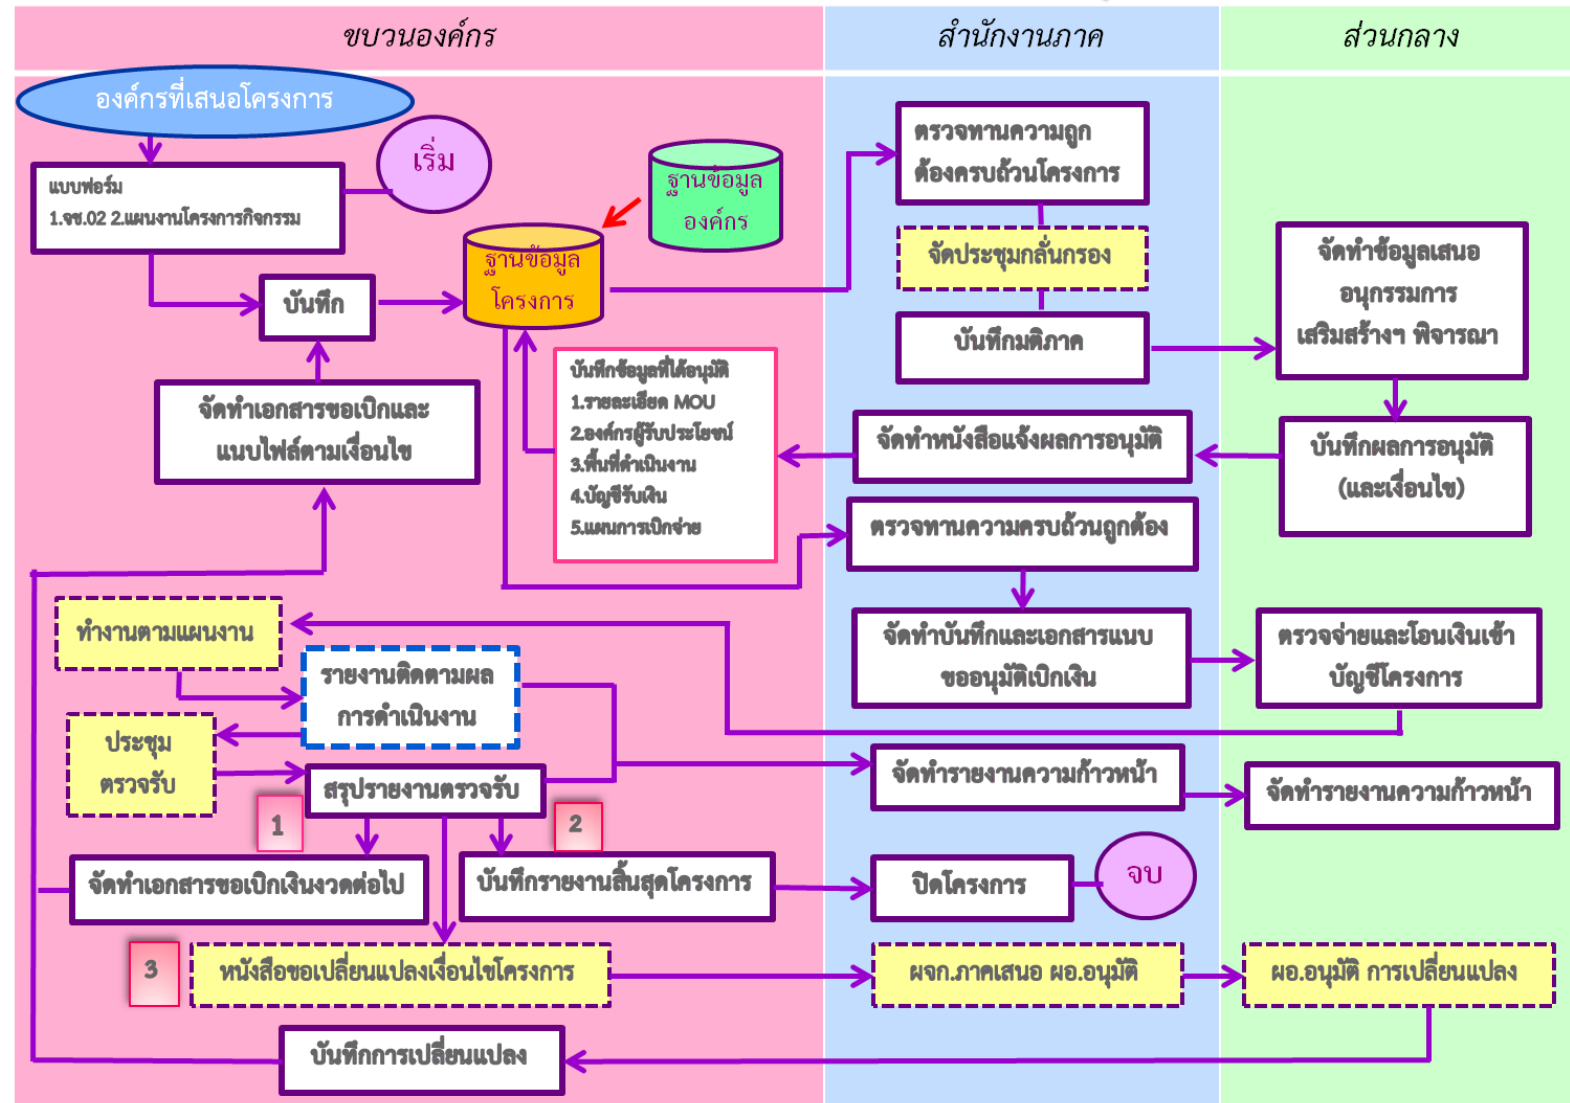 ขบวนองค์กร
สำนักงานภาค
ส่วนกลาง
องค์กรที่เสนอโครงการ
เริ่ม
แบบฟอร์ม
1.จช.02 2.แผนงานโครงการกิจกรรม
ฐานข้อมูล
องค์กร
ฐานข้อมูล
โครงการ
บันทึก
จัดทำเอกสารขอเบิกและ
แนบไฟล์ตามเงื่อนไข
บันทึกข้อมูลที่ได้อนุมัติ
1.รายละเอียด MOU
2.องค์กรผู้รับประโยชน์
3.พื้นที่ดำเนินงาน
4.บัญชีรับเงิน
5.แผนการเบิกจ่าย
ตรวจทานความถูก
ต้องครบถ้วนโครงการ
จัดประชุมกลั่นกรอง
บันทึกมติภาค
จัดทำข้อมูลเสนอ
อนุกรรมการ
เสริมสร้างฯ พิจารณา
จัดทำหนังสือแจ้งผลการอนุมัติ
บันทึกผลการอนุมัติ
(และเงื่อนไข)
ตรวจทานความครบถ้วนถูกต้อง
จัดทำบันทึกและเอกสารแนบ
ขออนุมัติเบิกเงิน
ตรวจจ่ายและโอนเงินเข้า
บัญชีโครงการ
ทำงานตามแผนงาน
รายงานติดตามผล
การดำเนินงาน
ประชุม
ตรวจรับ
สรุปรายงานตรวจรับ
จัดทำรายงานความก้าวหน้า
จัดทำรายงานความก้าวหน้า
1
2
จัดทำเอกสารขอเบิกเงินงวดต่อไป
บันทึกรายงานสิ้นสุดโครงการ
ปิดโครงการ
จบ
3
หนังสือขอเปลี่ยนแปลงเงื่อนไขโครงการ
ผจก.ภาคเสนอ ผอ.อนุมัติ
ผอ.อนุมัติ การเปลี่ยนแปลง
บันทึกการเปลี่ยนแปลง